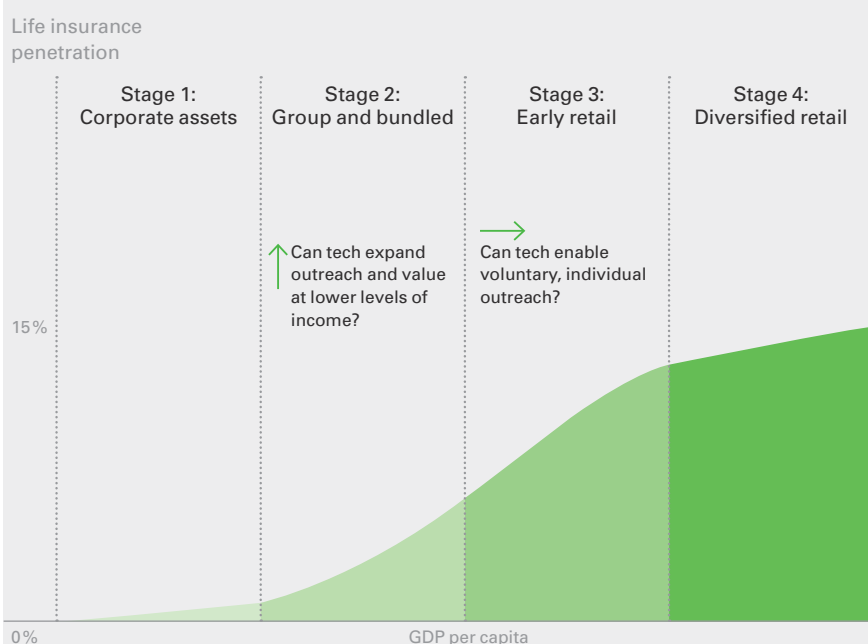 Life insurance
penetration
Stage 1:
Corporate assets
Stage 2:
Group and bundled
Stage 3:
Early retail
Stage 4:
Diversified retail
Can tech expand
outreach and value
at lower levels of
income?
Can tech enable
voluntary, individual
outreach?
15%
0%
GDP per capita